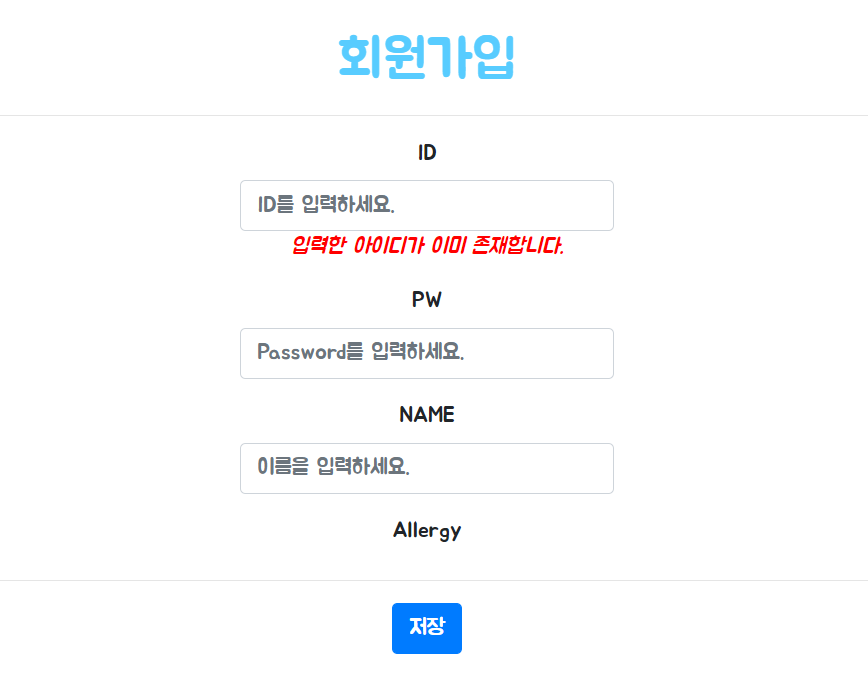 회원가입
ID
ID를 입력하세요.
입력한 아이디가 이미 존재합니다.
PW
Password를 입력하세요.
NAME
이름을 입력하세요.
Allergy
저장